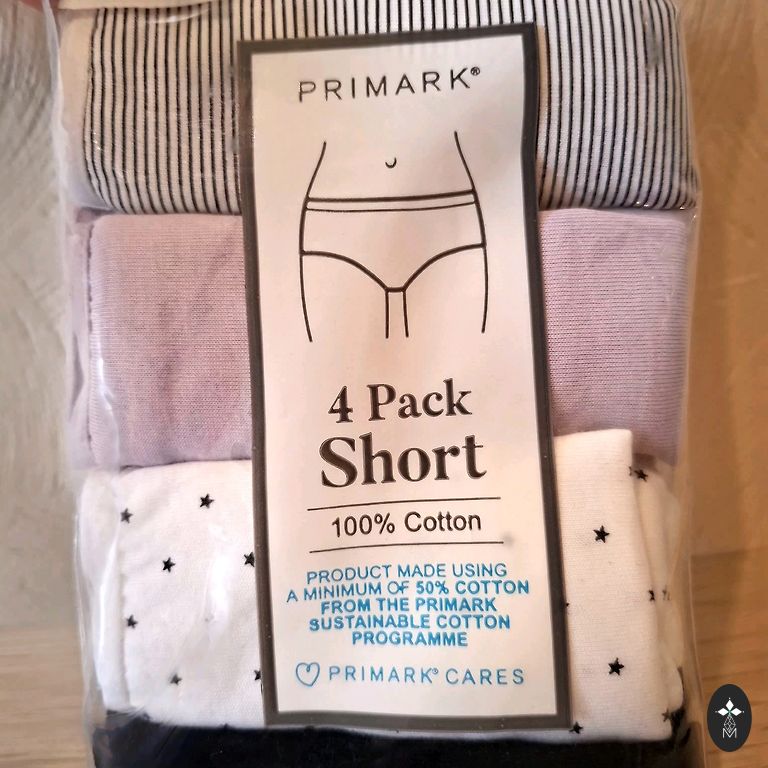 PRIMARK®
4 Pack
Short
100% Cotton
PRODUCT MADE USING
A MINIMUM OF 50% COTTON
FROM THE PRIMARK
SUSTAINABLE COTTON
PROGRAMME
PRIMARK® CARES
M